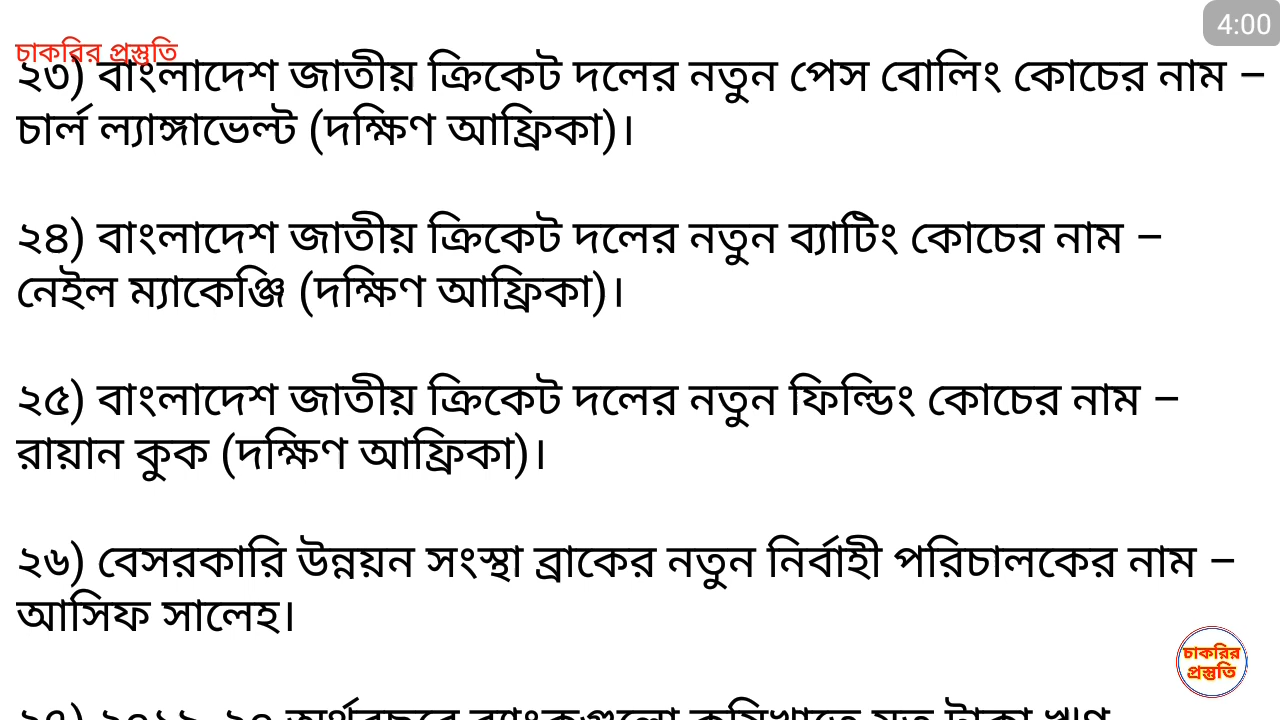 4:00
চাকরির প্রস্তুতি
২৩) বাংলাদেশ জাতীয় ক্রিকেট দলের নতুন পেস বোলিং কোচের নাম –
চার্ল ল্যাঙ্গাভেল্ট (দক্ষিণ আফ্রিকা)।
২৪) বাংলাদেশ জাতীয় ক্রিকেট দলের নতুন ব্যাটিং কোচের নাম –
নেইল ম্যাকেঞ্জি (দক্ষিণ আফ্রিকা)।
২৫) বাংলাদেশ জাতীয় ক্রিকেট দলের নতুন ফিল্ডিং কোচের নাম –
রায়ান কুক (দক্ষিণ আফ্রিকা)।
২৬) বেসরকারি উন্নয়ন সংস্থা ব্রাকের নতুন নির্বাহী পরিচালকের নাম –
আসিফ সালেহ।
চাকরির
প্রস্তুতি